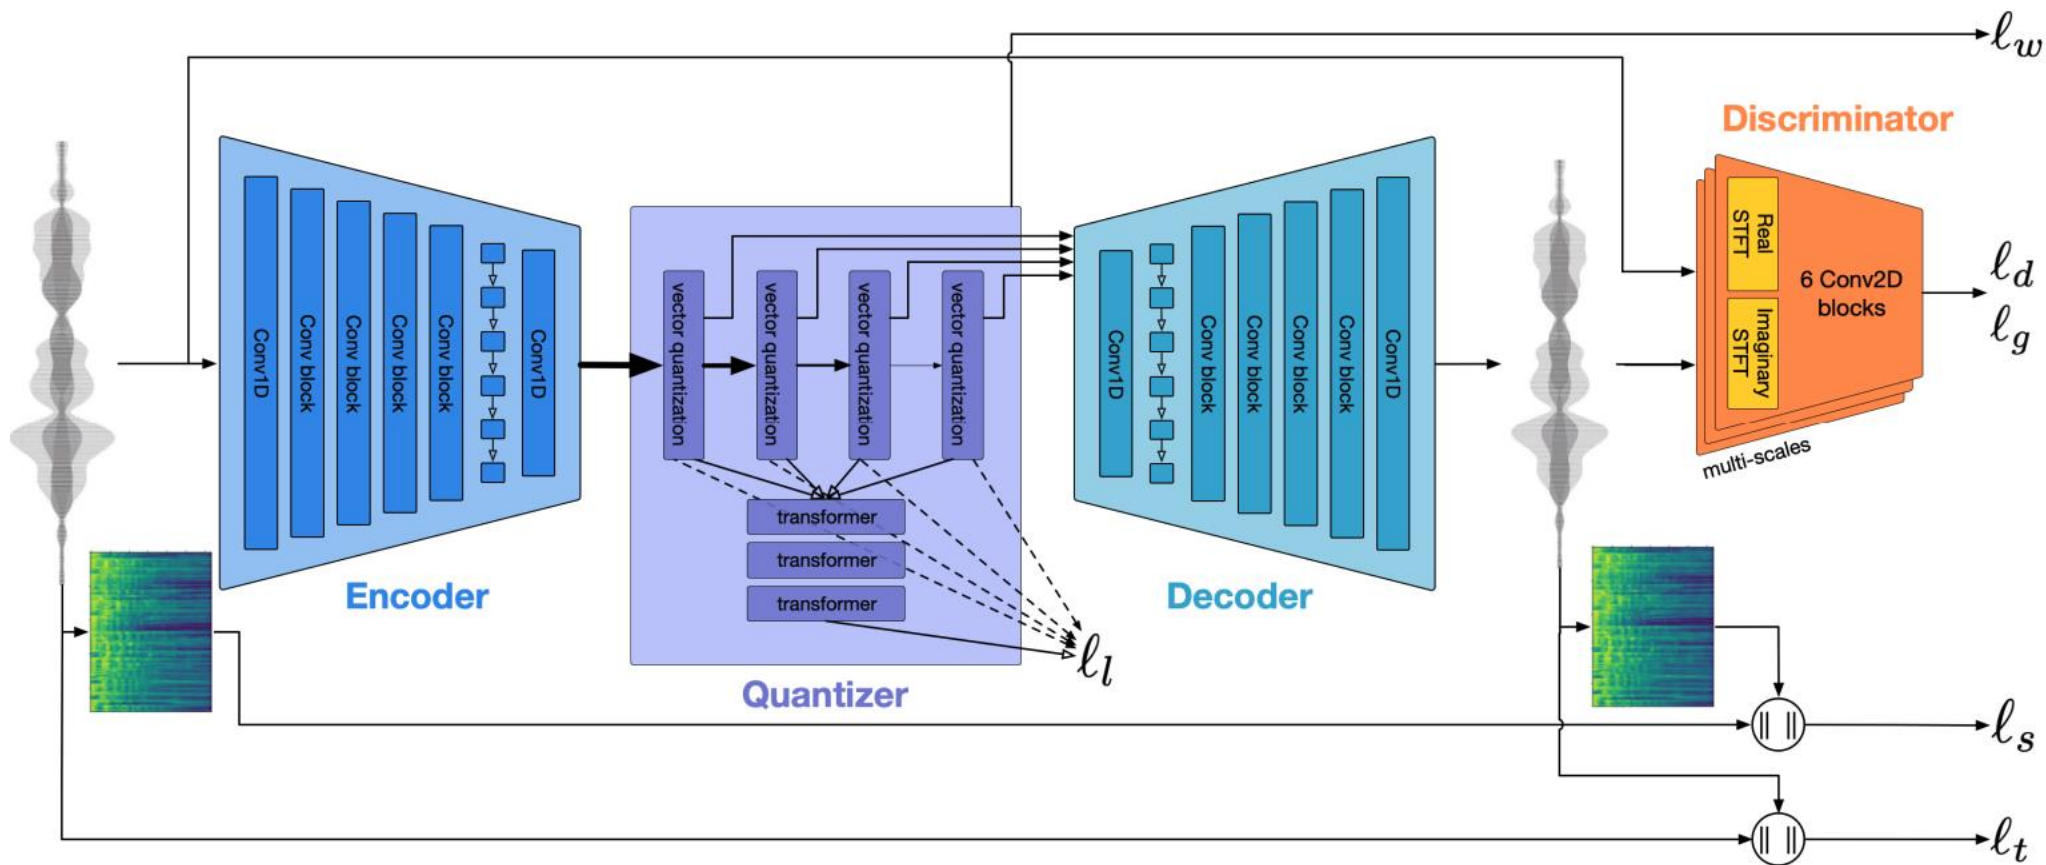 ℓw
Discriminator
Real
STFT
Imaginary
STFT
6 Conv2D
blocks
multi-scales
ℓd
ℓg
Conv1D
Conv block
Conv block
Conv block
Conv block
Conv1D
Encoder
vector quantization
vector quantization
vector quantization
vector quantization
transformer
transformer
transformer
Quantizer
ℓl
Conv1D
Conv block
Conv block
Conv block
Conv block
Conv1D
Decoder
|| ||
ℓs
|| ||
ℓt